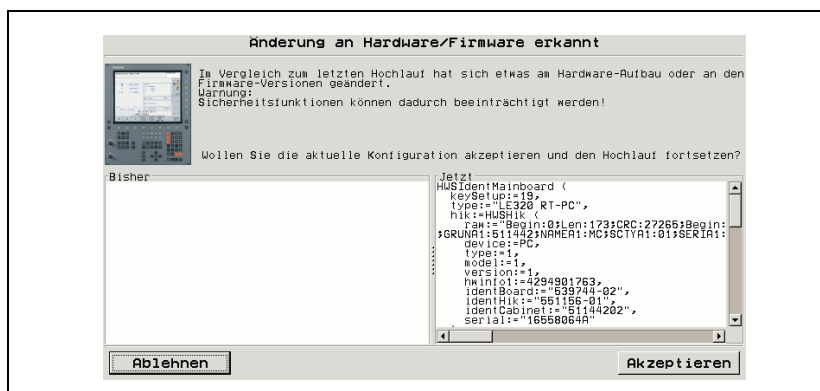 Änderung an Hardware/Firmware erkannt
Im Vergleich zum letzten Hochlauf hat sich etwas am Hardware-Aufbau oder an den
Firmware-Versionen geändert.
Warnung:
Sicherheitsfunktionen können dadurch beeinträchtigt werden!
Wollen Sie die aktuelle Konfiguration akzeptieren und den Hochlauf fortsetzen?
Bisher
Jetzt
HWSIdentMainboard (
keySetup:=19,
type:="LE320 RT-PC",
hik:=HWSHik (
raw:="Begin:0;Len:173;CRC:27265;Begin:
;GRUNA1:511442;NAMEA1:MC;SCTYA1:01;SERIA1:
device:=PC,
type:=1,
model:=1,
version:=1,
hwinfo1:=4294901763,
identBoard:="539744-02",
identHik:="551156-01",
identCabinet:="51144202",
serial:="16558064A"
Ablehnen
Akzeptieren